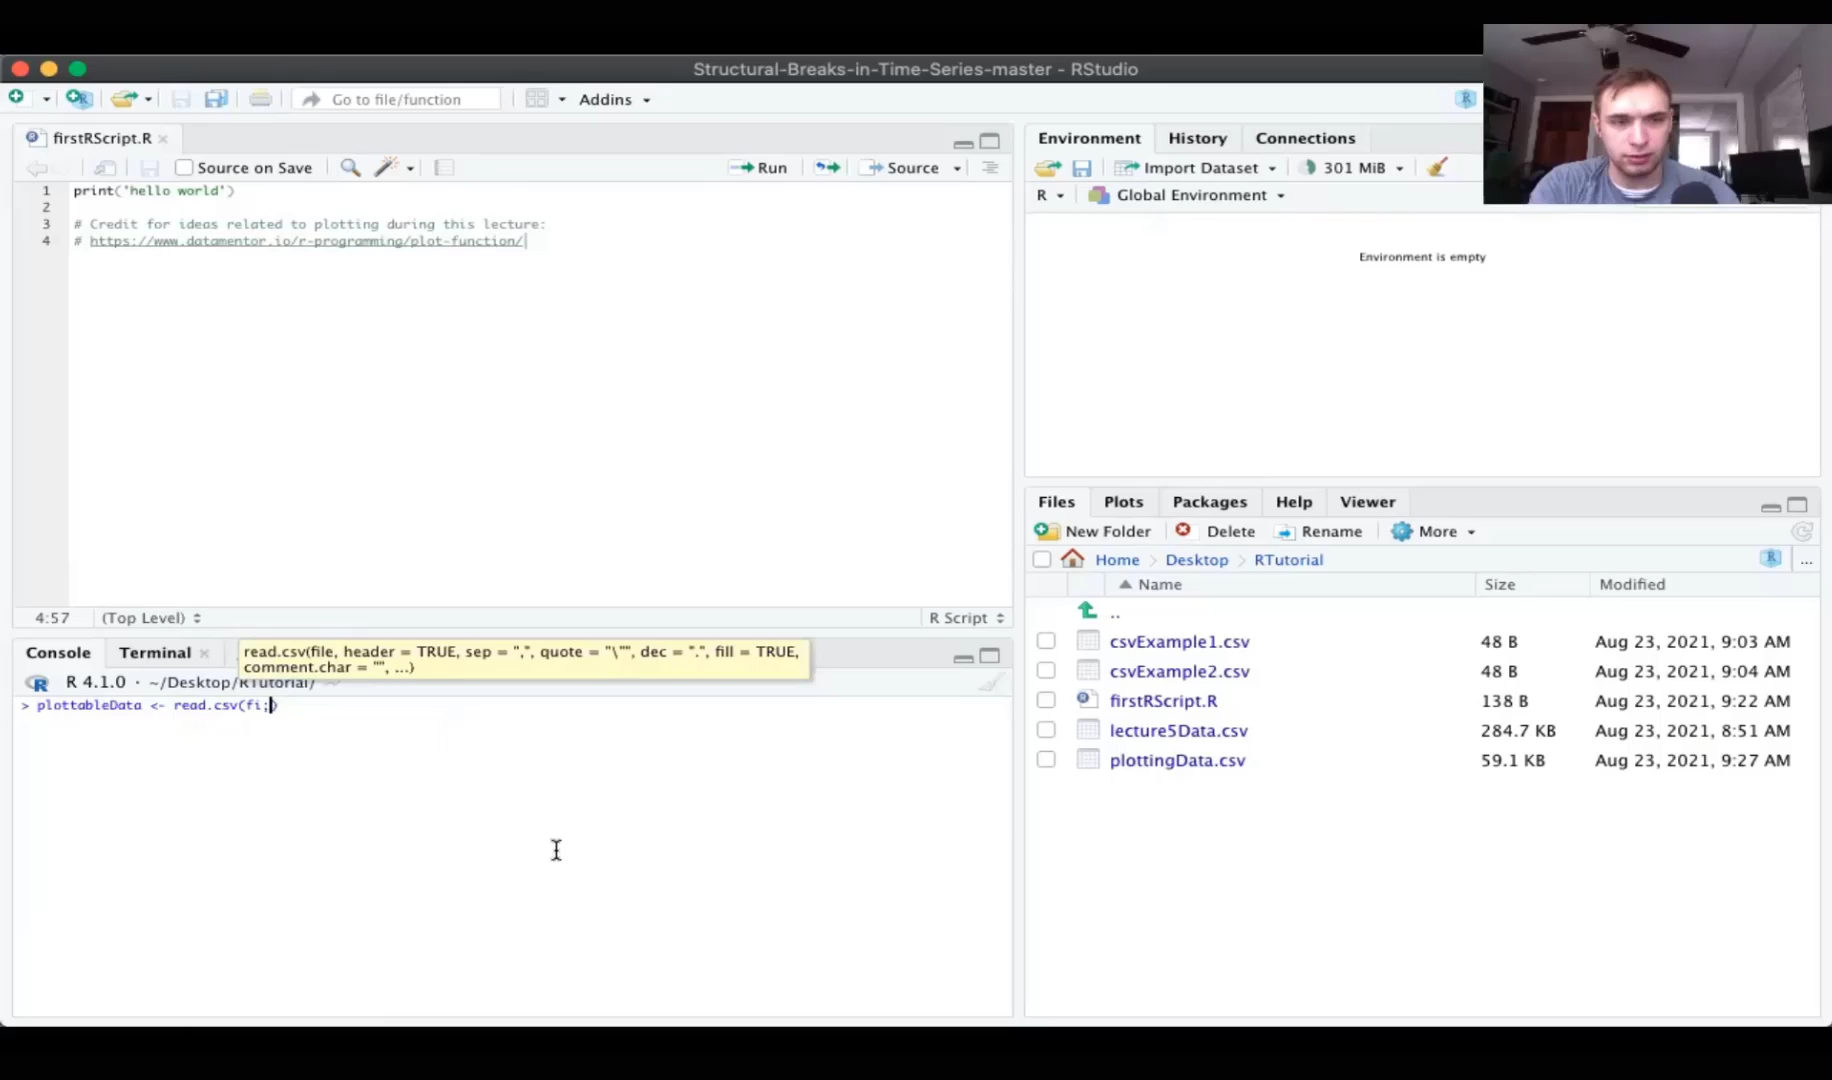 Structural-Breaks-in-Time-Series-master - RStudio
Go to file/function
Addins
firstRScript.R
Source on Save
Run
Source
1 print('hello world')
2
3 # Credit for ideas related to plotting during this lecture:
4 # https://www.datamentor.io/r-programming/plot-function/
4:57 (Top Level)
R Script
Console Terminal
read.csv(file, header = TRUE, sep = ",", quote = "\"", dec = ".", fill = TRUE,
comment.char = "", ...)
R 4.1.0 · ~/Desktop/RTutorial/
> plottableData <- read.csv(fi;)
Environment History Connections
Import Dataset 301 MiB
R Global Environment
Environment is empty
Files Plots Packages Help Viewer
New Folder Delete Rename More
Home Desktop RTutorial
Name Size Modified
..
csvExample1.csv 48 B Aug 23, 2021, 9:03 AM
csvExample2.csv 48 B Aug 23, 2021, 9:04 AM
firstRScript.R 138 B Aug 23, 2021, 9:22 AM
lecture5Data.csv 284.7 KB Aug 23, 2021, 8:51 AM
plottingData.csv 59.1 KB Aug 23, 2021, 9:27 AM